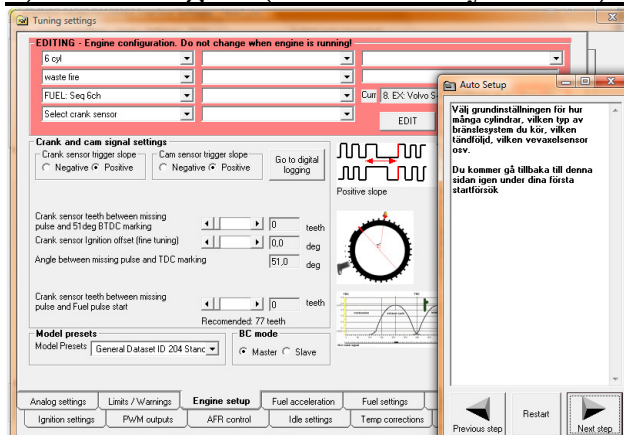 Tuning settings
EDITING - Engine configuration. Do not change when engine is running!
6 cyl
waste fire
FUEL: Seq 6ch
Curr
8. EX: Volvo S
Select crank sensor
EDIT
Crank and cam signal settings
Crank sensor trigger slope
Cam sensor trigger slope
Negative
Positive
Negative
Positive
Go to digital
logging
Positive slope
Crank sensor teeth between missing
pulse and 51deg BTDC marking
0
teeth
Crank sensor Ignition offset (fine tuning)
0,0
deg
Angle between missing pulse and TDC marking
51,0
deg
Crank sensor teeth between missing
pulse and Fuel pulse start
0
teeth
Recomended: 77 teeth
Model presets
Model Presets
General Dataset ID 204 Stanc
BC mode
Master
Slave
Analog settings
Limits / Warnings
Engine setup
Fuel acceleration
Fuel settings
Ignition settings
PWM outputs
AFR control
Idle settings
Temp corrections
Auto Setup
Välj grundinställningen för hur
många cylindrar, vilken typ av
bränslesystem du kör, vilken
tändföljd, vilken vevaxelsensor
osv.
Du kommer gå tillbaka till denna
sidan igen under dina första
startförsök
Previous step
Restart
Next step